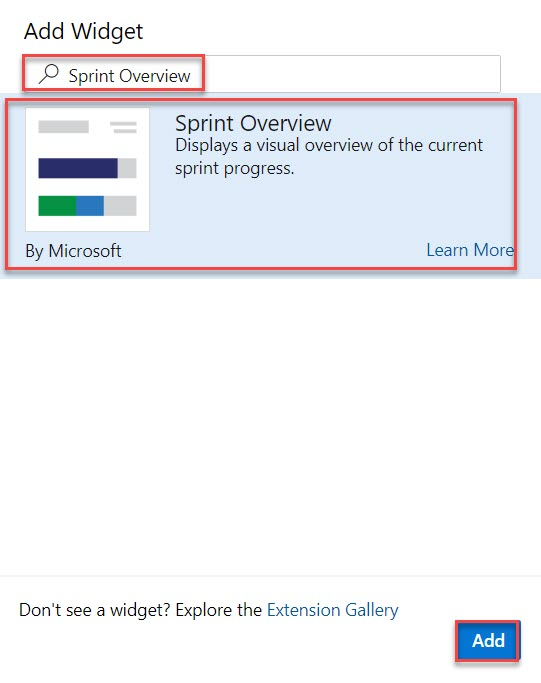 Add Widget
Sprint Overview
Sprint Overview
Displays a visual overview of the current
sprint progress.
By Microsoft
Learn More
Don't see a widget? Explore the Extension Gallery
Add